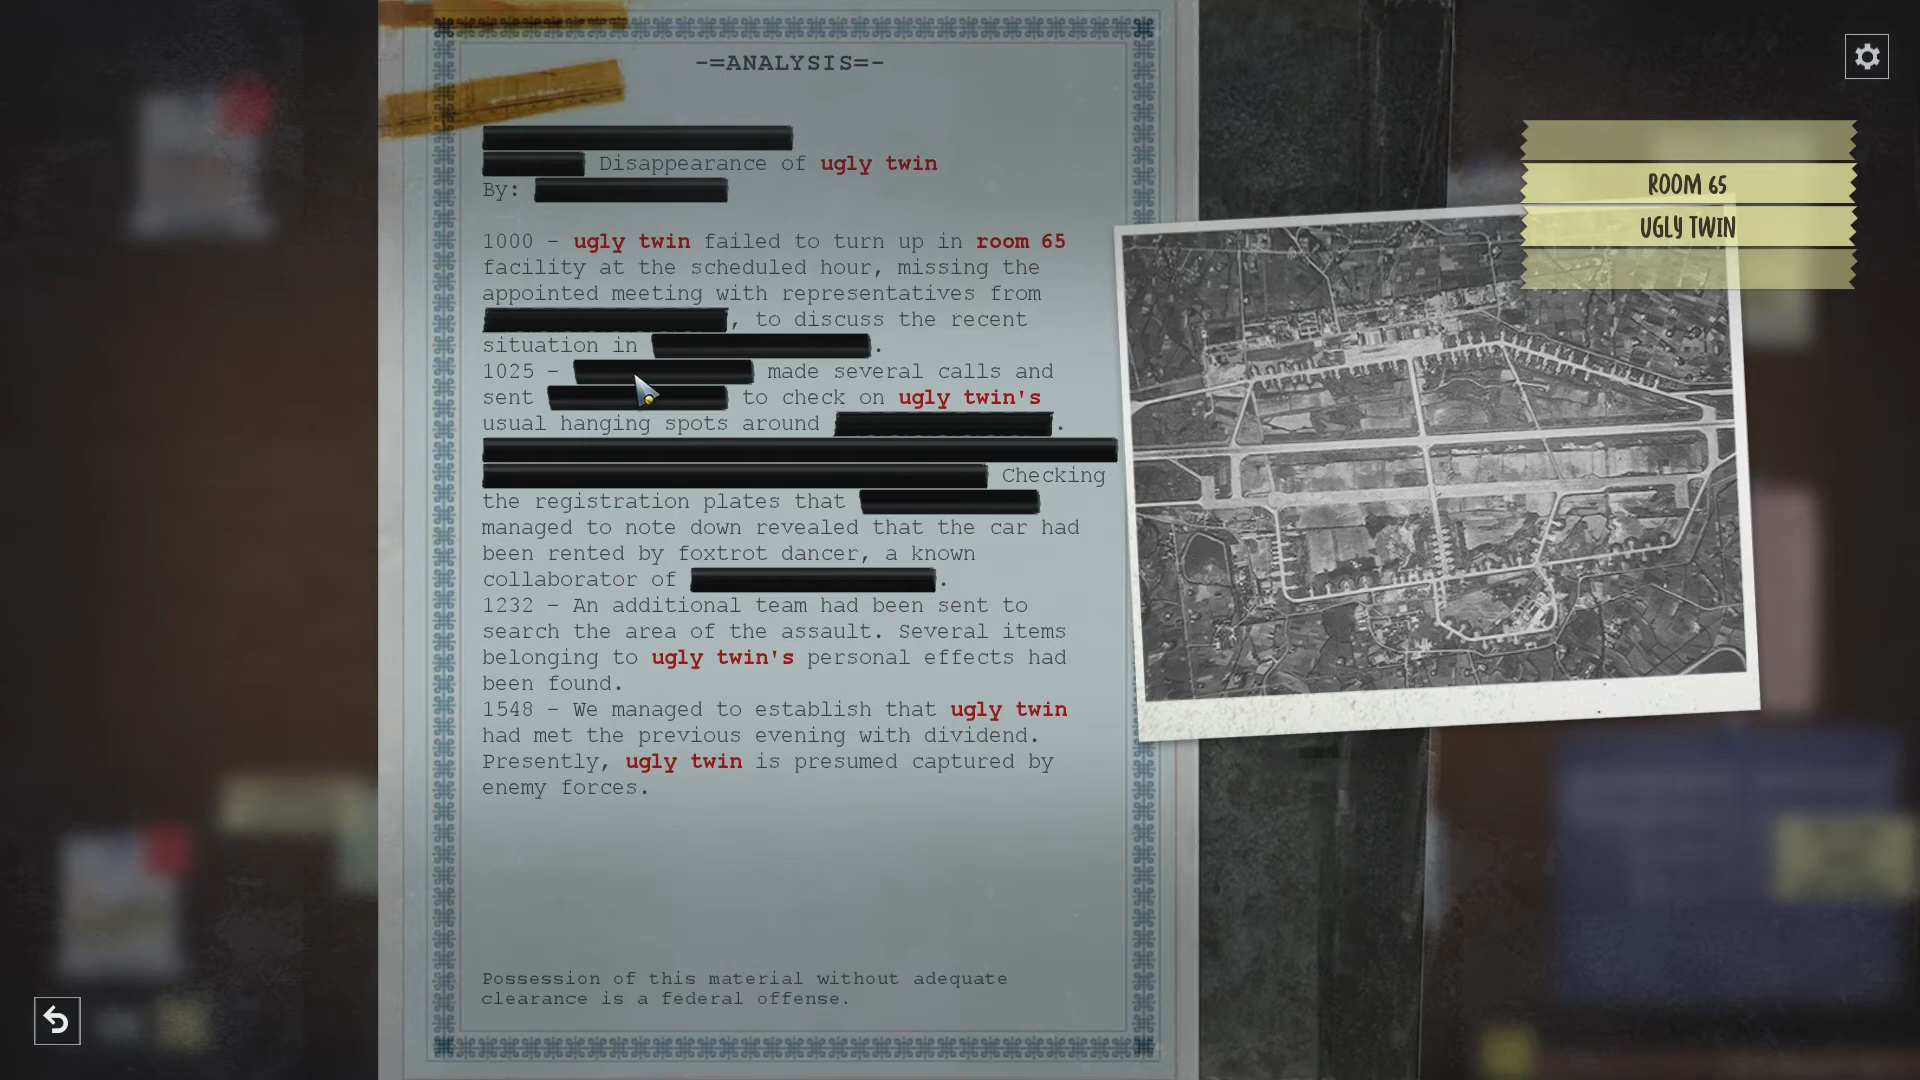 -=ANALYSIS=-
Disappearance of ugly twin
By:
1000 - ugly twin failed to turn up in room 65
facility at the scheduled hour, missing the
appointed meeting with representatives from
, to discuss the recent
situation in .
1025 - made several calls and
sent to check on ugly twin's
usual hanging spots around .
Checking
the registration plates that
managed to note down revealed that the car had
been rented by foxtrot dancer, a known
collaborator of .
1232 - An additional team had been sent to
search the area of the assault. Several items
belonging to ugly twin's personal effects had
been found.
1548 - We managed to establish that ugly twin
had met the previous evening with dividend.
Presently, ugly twin is presumed captured by
enemy forces.
Possession of this material without adequate
clearance is a federal offense.
ROOM 65
UGLY TWIN